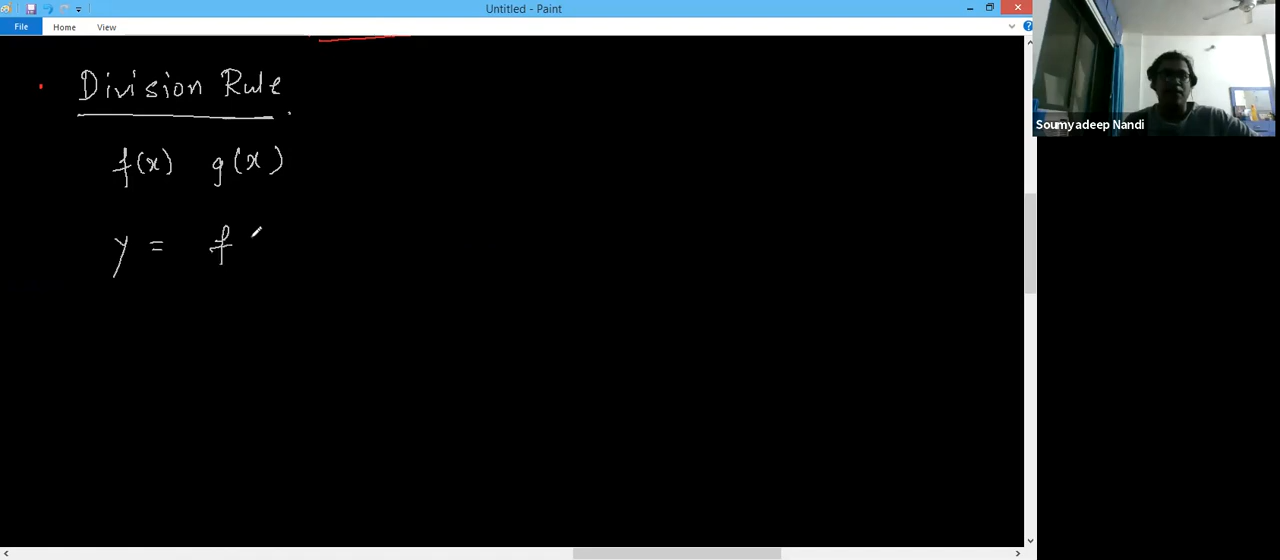 Untitled - Paint
File Home View
Division Rule.
f(x) g(x)
y = f
Soumyadeep Nandi